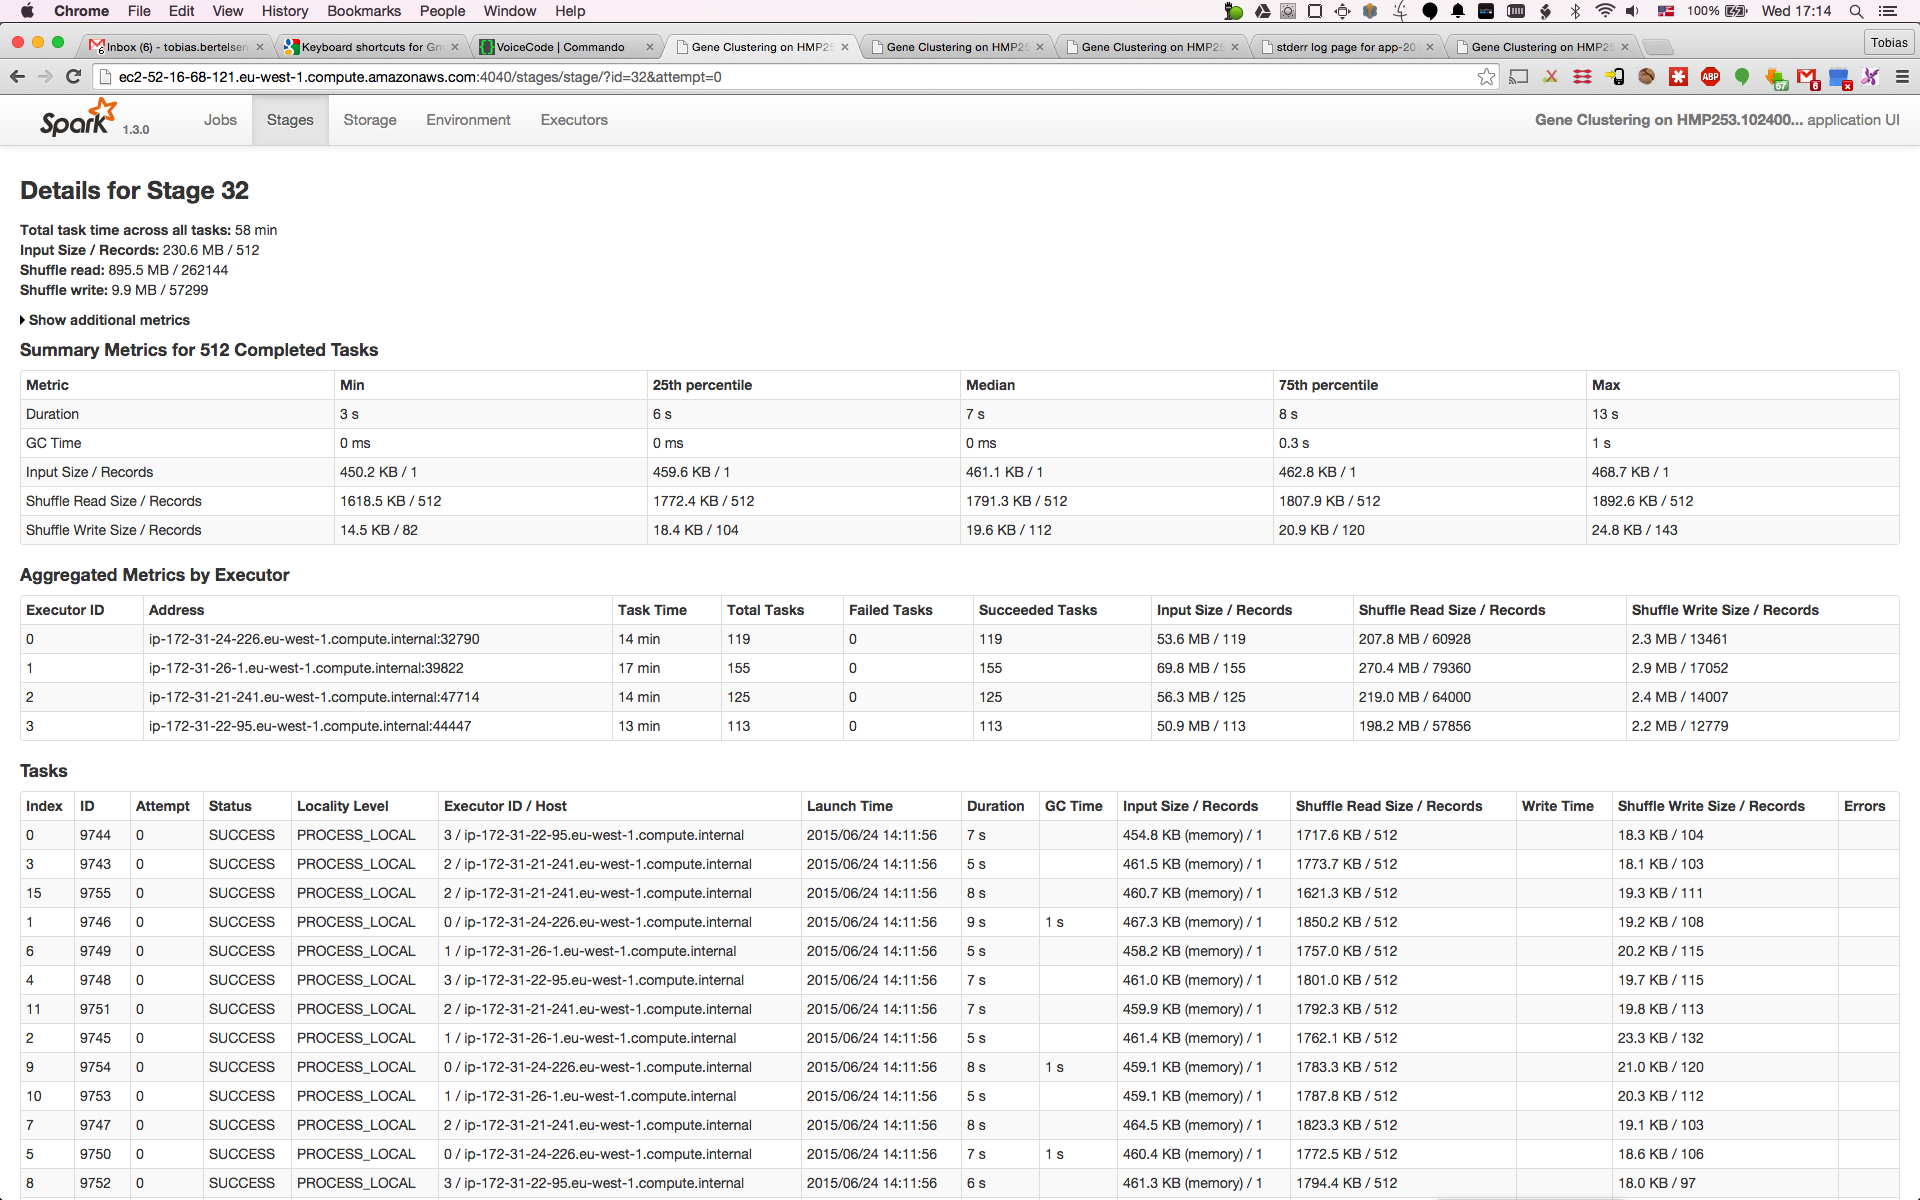 Chrome File Edit View History Bookmarks People Window Help 100% Wed 17:14
Inbox (6) - tobias.bertelsen Keyboard shortcuts for Gm VoiceCode | Commando Gene Clustering on HMP25 Gene Clustering on HMP25 Gene Clustering on HMP25 stderr log page for app-20 Gene Clustering on HMP25 Tobias
ec2-52-16-68-121.eu-west-1.compute.amazonaws.com:4040/stages/stage/?id=32&attempt=0 ABP 57 6 x
Spark 1.3.0 Jobs Stages Storage Environment Executors Gene Clustering on HMP253.102400... application UI
Details for Stage 32
Total task time across all tasks: 58 min
Input Size / Records: 230.6 MB / 512
Shuffle read: 895.5 MB / 262144
Shuffle write: 9.9 MB / 57299
Show additional metrics
Summary Metrics for 512 Completed Tasks
Metric Min 25th percentile Median 75th percentile Max
Duration 3 s 6 s 7 s 8 s 13 s
GC Time 0 ms 0 ms 0 ms 0.3 s 1 s
Input Size / Records 450.2 KB / 1 459.6 KB / 1 461.1 KB / 1 462.8 KB / 1 468.7 KB / 1
Shuffle Read Size / Records 1618.5 KB / 512 1772.4 KB / 512 1791.3 KB / 512 1807.9 KB / 512 1892.6 KB / 512
Shuffle Write Size / Records 14.5 KB / 82 18.4 KB / 104 19.6 KB / 112 20.9 KB / 120 24.8 KB / 143
Aggregated Metrics by Executor
Executor ID Address Task Time Total Tasks Failed Tasks Succeeded Tasks Input Size / Records Shuffle Read Size / Records Shuffle Write Size / Records
0 ip-172-31-24-226.eu-west-1.compute.internal:32790 14 min 119 0 119 53.6 MB / 119 207.8 MB / 60928 2.3 MB / 13461
1 ip-172-31-26-1.eu-west-1.compute.internal:39822 17 min 155 0 155 69.8 MB / 155 270.4 MB / 79360 2.9 MB / 17052
2 ip-172-31-21-241.eu-west-1.compute.internal:47714 14 min 125 0 125 56.3 MB / 125 219.0 MB / 64000 2.4 MB / 14007
3 ip-172-31-22-95.eu-west-1.compute.internal:44447 13 min 113 0 113 50.9 MB / 113 198.2 MB / 57856 2.2 MB / 12779
Tasks
Index ID Attempt Status Locality Level Executor ID / Host Launch Time Duration GC Time Input Size / Records Shuffle Read Size / Records Write Time Shuffle Write Size / Records Errors
0 9744 0 SUCCESS PROCESS_LOCAL 3 / ip-172-31-22-95.eu-west-1.compute.internal 2015/06/24 14:11:56 7 s 454.8 KB (memory) / 1 1717.6 KB / 512 18.3 KB / 104
3 9743 0 SUCCESS PROCESS_LOCAL 2 / ip-172-31-21-241.eu-west-1.compute.internal 2015/06/24 14:11:56 5 s 461.5 KB (memory) / 1 1773.7 KB / 512 18.1 KB / 103
15 9755 0 SUCCESS PROCESS_LOCAL 2 / ip-172-31-21-241.eu-west-1.compute.internal 2015/06/24 14:11:56 8 s 460.7 KB (memory) / 1 1621.3 KB / 512 19.3 KB / 111
1 9746 0 SUCCESS PROCESS_LOCAL 0 / ip-172-31-24-226.eu-west-1.compute.internal 2015/06/24 14:11:56 9 s 1 s 467.3 KB (memory) / 1 1850.2 KB / 512 19.2 KB / 108
6 9749 0 SUCCESS PROCESS_LOCAL 1 / ip-172-31-26-1.eu-west-1.compute.internal 2015/06/24 14:11:56 5 s 458.2 KB (memory) / 1 1757.0 KB / 512 20.2 KB / 115
4 9748 0 SUCCESS PROCESS_LOCAL 3 / ip-172-31-22-95.eu-west-1.compute.internal 2015/06/24 14:11:56 7 s 461.0 KB (memory) / 1 1801.0 KB / 512 19.7 KB / 115
11 9751 0 SUCCESS PROCESS_LOCAL 2 / ip-172-31-21-241.eu-west-1.compute.internal 2015/06/24 14:11:56 7 s 459.9 KB (memory) / 1 1792.3 KB / 512 19.8 KB / 113
2 9745 0 SUCCESS PROCESS_LOCAL 1 / ip-172-31-26-1.eu-west-1.compute.internal 2015/06/24 14:11:56 5 s 461.4 KB (memory) / 1 1762.1 KB / 512 23.3 KB / 132
9 9754 0 SUCCESS PROCESS_LOCAL 0 / ip-172-31-24-226.eu-west-1.compute.internal 2015/06/24 14:11:56 8 s 1 s 459.1 KB (memory) / 1 1783.3 KB / 512 21.0 KB / 120
10 9753 0 SUCCESS PROCESS_LOCAL 1 / ip-172-31-26-1.eu-west-1.compute.internal 2015/06/24 14:11:56 5 s 459.1 KB (memory) / 1 1787.8 KB / 512 20.3 KB / 112
7 9747 0 SUCCESS PROCESS_LOCAL 2 / ip-172-31-21-241.eu-west-1.compute.internal 2015/06/24 14:11:56 8 s 464.5 KB (memory) / 1 1823.3 KB / 512 19.1 KB / 103
5 9750 0 SUCCESS PROCESS_LOCAL 0 / ip-172-31-24-226.eu-west-1.compute.internal 2015/06/24 14:11:56 7 s 1 s 460.4 KB (memory) / 1 1772.5 KB / 512 18.6 KB / 106
8 9752 0 SUCCESS PROCESS_LOCAL 3 / ip-172-31-22-95.eu-west-1.compute.internal 2015/06/24 14:11:56 6 s 461.3 KB (memory) / 1 1794.4 KB / 512 18.0 KB / 97